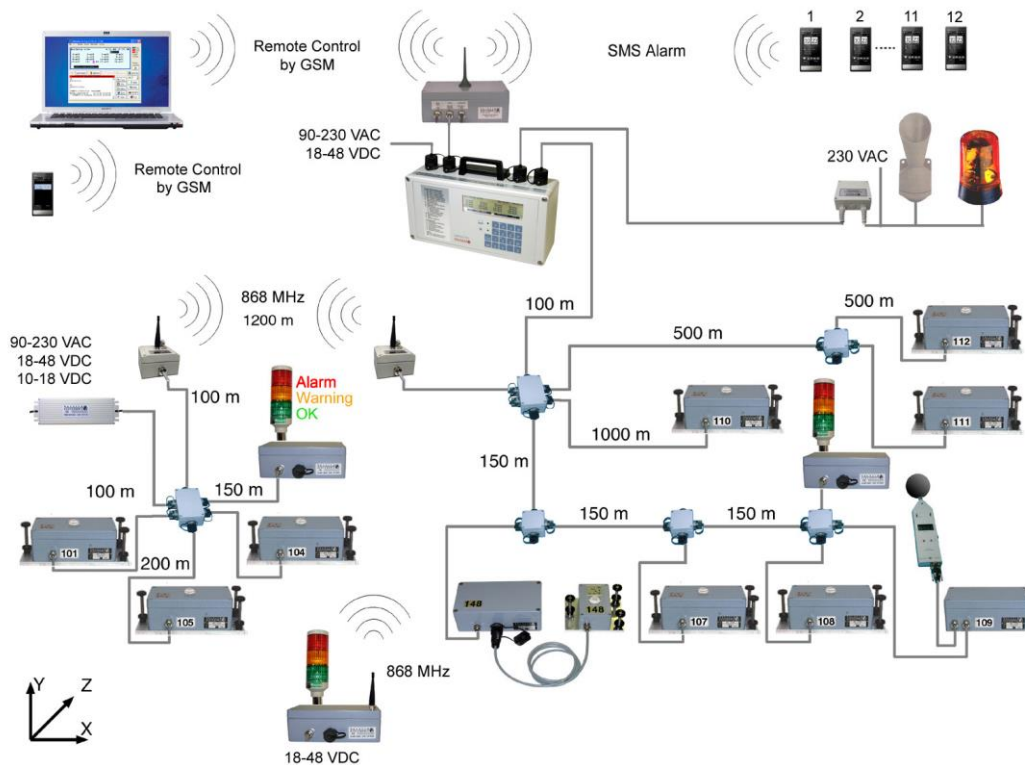 Remote Control
by GSM
SMS Alarm
1
2
11
12
90-230 VAC
18-48 VDC
Remote Control
by GSM
230 VAC
868 MHz
1200 m
100 m
500 m
500 m
112
90-230 VAC
18-48 VDC
10-18 VDC
100 m
Alarm
Warning
OK
110
111
1000 m
150 m
100 m
150 m
150 m
150 m
101
104
200 m
105
148
148
107
108
109
868 MHz
Y
Z
X
18-48 VDC